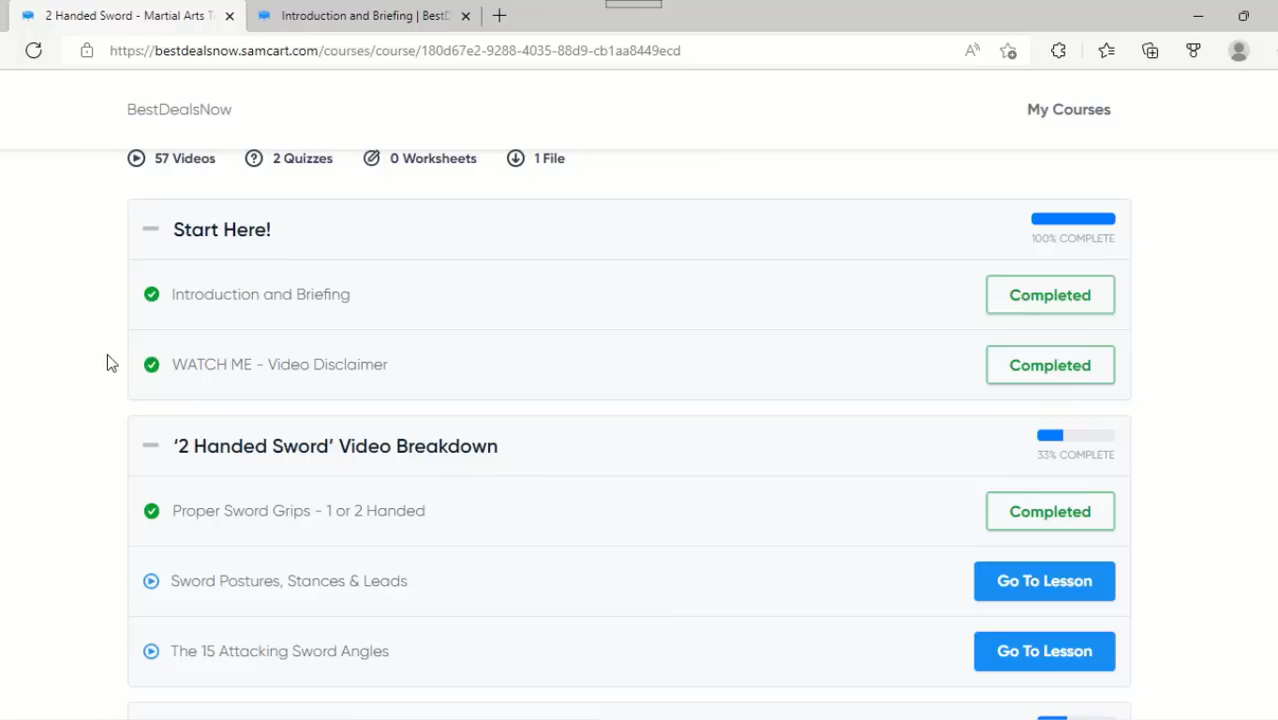 2 Handed Sword - Martial Arts T
Introduction and Briefing | BestD
https://bestdealsnow.samcart.com/courses/course/180d67e2-9288-4035-88d9-cb1aa8449ecd
BestDealsNow
My Courses
57 Videos 2 Quizzes 0 Worksheets 1 File
Start Here!
100% COMPLETE
Introduction and Briefing
Completed
WATCH ME - Video Disclaimer
Completed
‘2 Handed Sword’ Video Breakdown
33% COMPLETE
Proper Sword Grips - 1 or 2 Handed
Completed
Sword Postures, Stances & Leads
Go To Lesson
The 15 Attacking Sword Angles
Go To Lesson